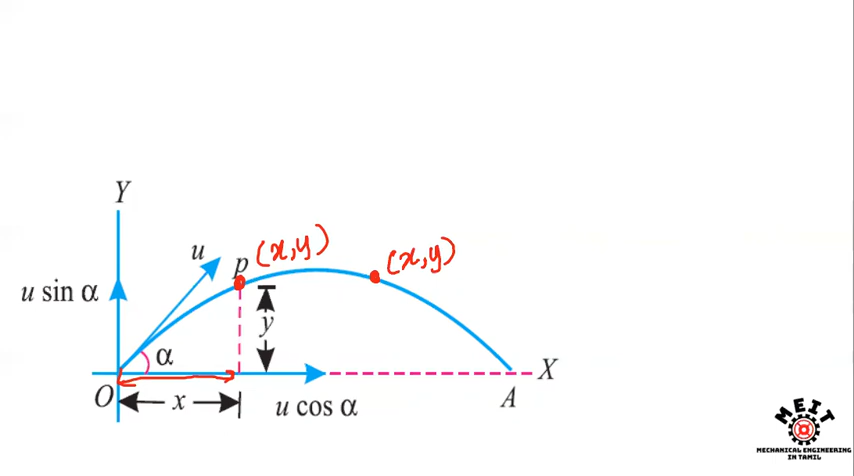 Y
u
p
(x,y)
(x,y)
u sin α
y
α
X
O
x
u cos α
A
MEIT
MECHANICAL ENGINEERING
IN TAMIL